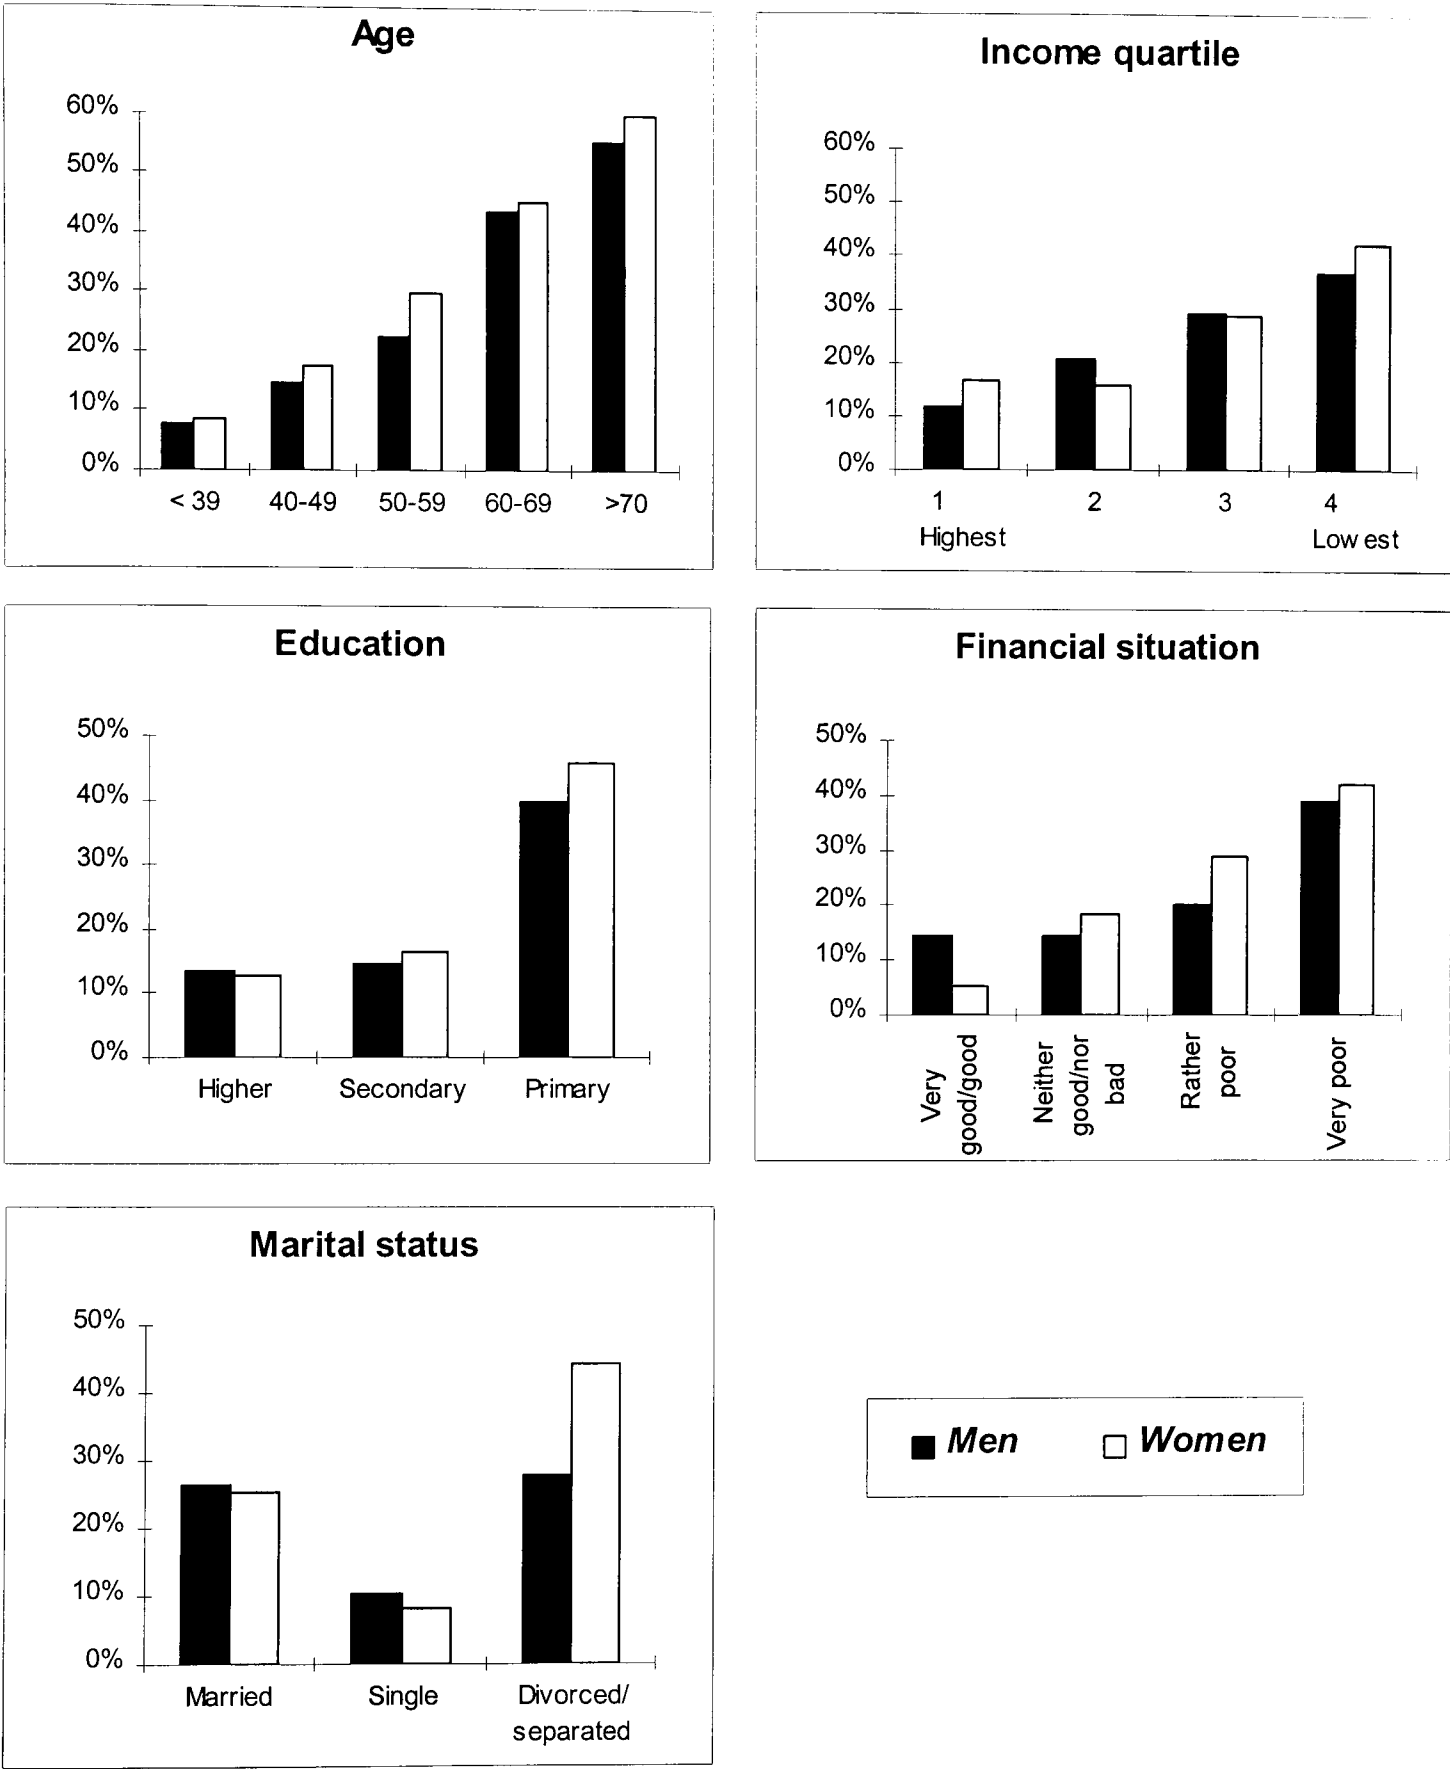 Age
60%
50%
40%
30%
20%
10%
0%
< 39 40-49 50-59 60-69 >70
Income quartile
60%
50%
40%
30%
20%
10%
0%
1 2 3 4
Highest Lowest
Education
50%
40%
30%
20%
10%
0%
Higher Secondary Primary
Financial situation
50%
40%
30%
20%
10%
0%
Very
good/good
Neither
good/nor
bad
Rather
poor
Very poor
Marital status
50%
40%
30%
20%
10%
0%
Married Single Divorced/
separated
Men Women